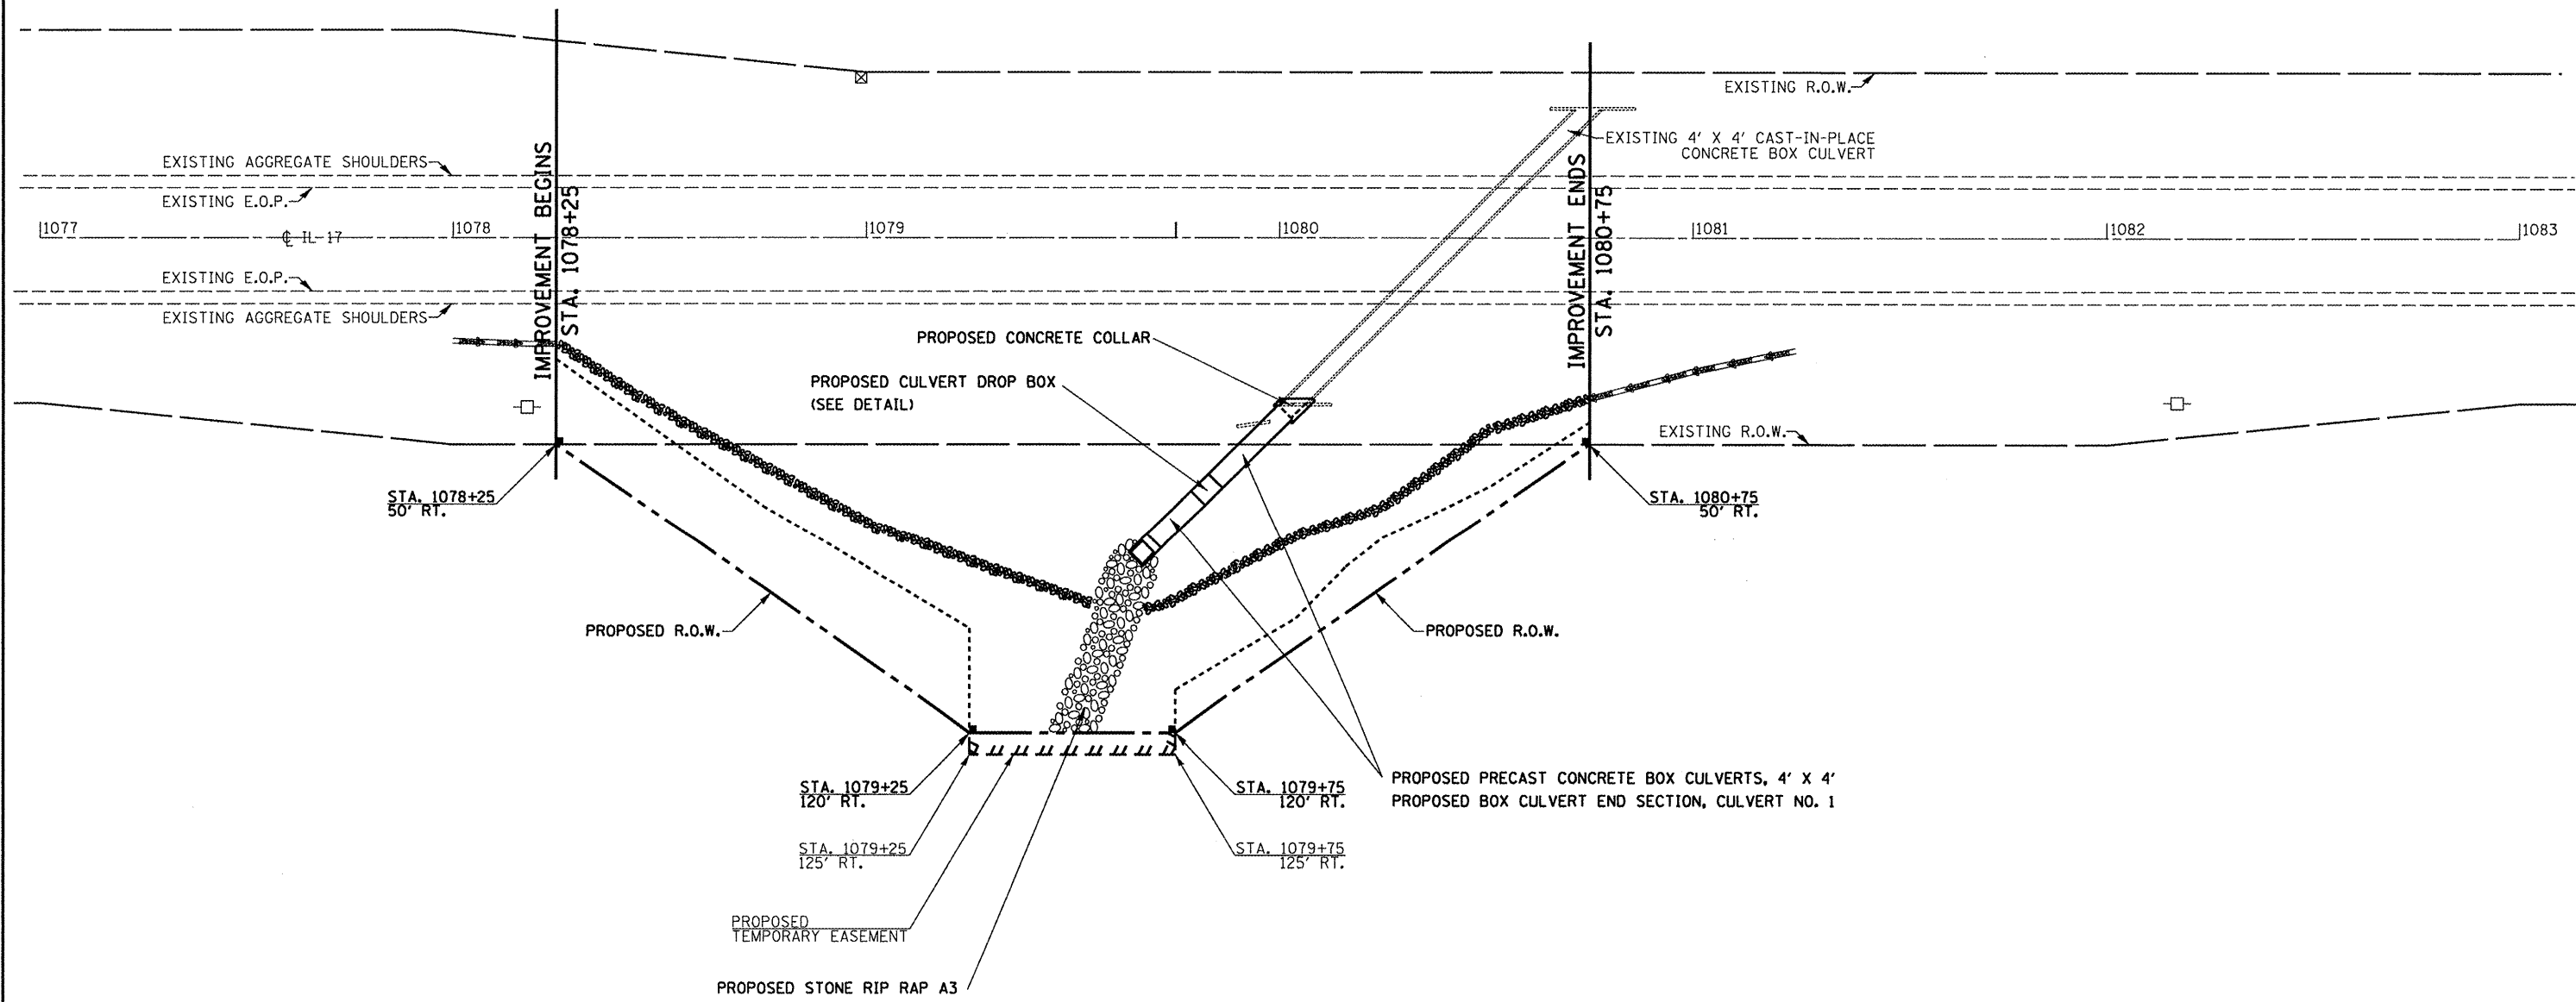 EXISTING R.O.W.
EXISTING 4' X 4' CAST-IN-PLACE
CONCRETE BOX CULVERT
EXISTING AGGREGATE SHOULDERS
EXISTING E.O.P.
IMPROVEMENT BEGINS
STA. 1078+25
IMPROVEMENT ENDS
STA. 1080+75
1077
℄ IL 17
1078
1079
1080
1081
1082
1083
EXISTING E.O.P.
EXISTING AGGREGATE SHOULDERS
PROPOSED CONCRETE COLLAR
PROPOSED CULVERT DROP BOX
(SEE DETAIL)
EXISTING R.O.W.
STA. 1078+25
50' RT.
STA. 1080+75
50' RT.
PROPOSED R.O.W.
PROPOSED R.O.W.
STA. 1079+25
120' RT.
STA. 1079+75
120' RT.
PROPOSED PRECAST CONCRETE BOX CULVERTS, 4' X 4'
PROPOSED BOX CULVERT END SECTION, CULVERT NO. 1
STA. 1079+25
125' RT.
STA. 1079+75
125' RT.
PROPOSED
TEMPORARY EASEMENT
PROPOSED STONE RIP RAP A3